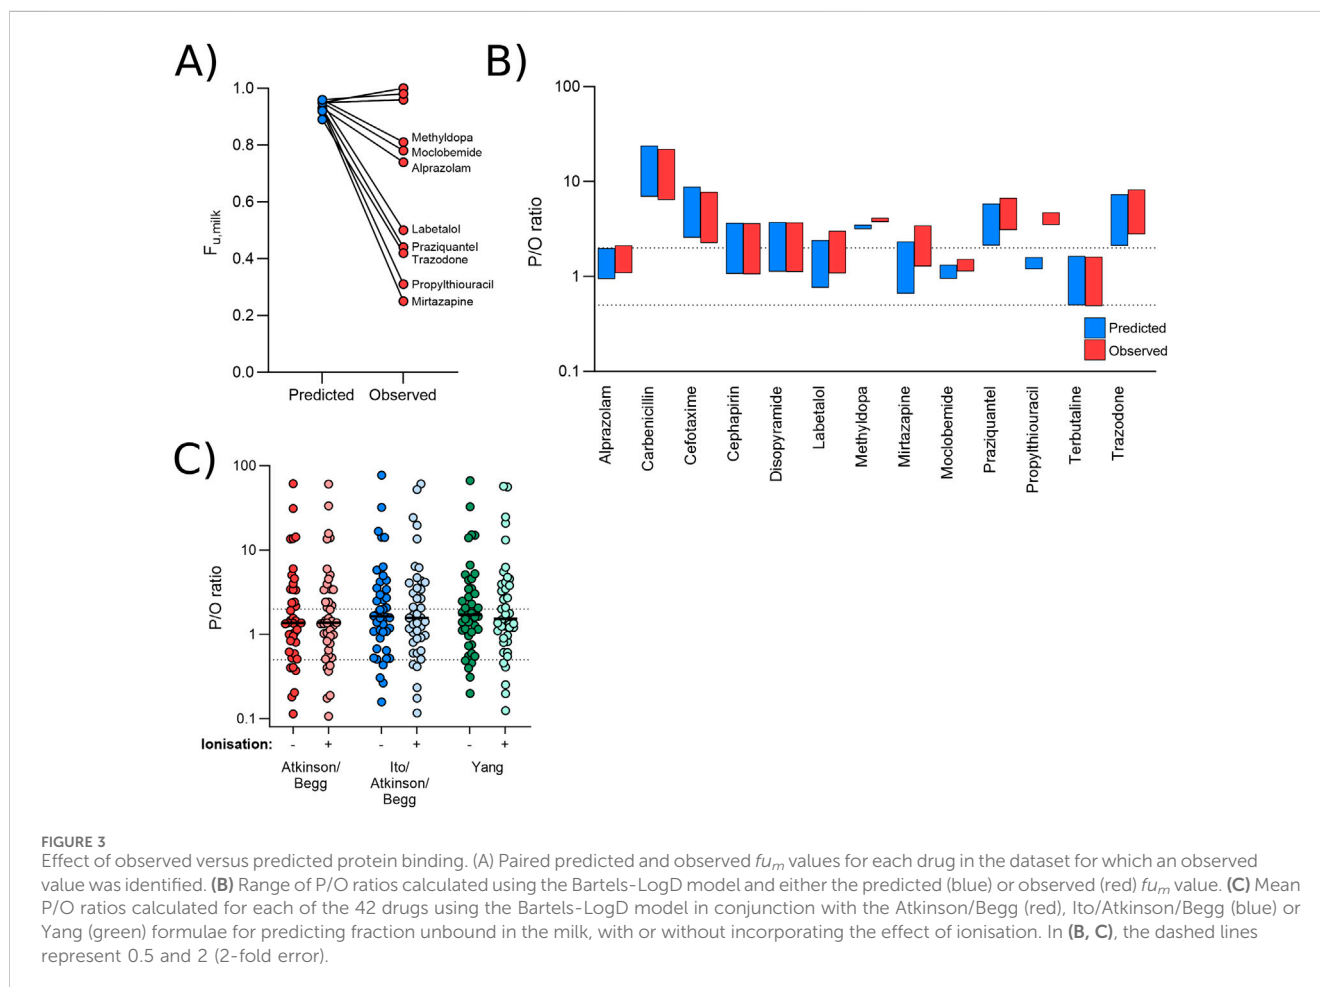 A)
1.0
0.8
0.6
0.4
0.2
0.0
Fu,milk
Methyldopa
Moclobemide
Alprazolam
Labetalol
Praziquantel
Trazodone
Propylthiouracil
Mirtazapine
Predicted
Observed
B)
100
10
1
0.1
P/O ratio
Predicted
Observed
Alprazolam
Carbenicillin
Cefotaxime
Cephapirin
Disopyramide
Labetalol
Methyldopa
Mirtazapine
Moclobemide
Praziquantel
Propylthiouracil
Terbutaline
Trazodone
C)
100
10
1
0.1
P/O ratio
Ionisation: - + - + - +
Atkinson/
Begg
Ito/
Atkinson/
Begg
Yang
FIGURE 3
Effect of observed versus predicted protein binding. (A) Paired predicted and observed fum values for each drug in the dataset for which an observed
value was identified. (B) Range of P/O ratios calculated using the Bartels-LogD model and either the predicted (blue) or observed (red) fum value. (C) Mean
P/O ratios calculated for each of the 42 drugs using the Bartels-LogD model in conjunction with the Atkinson/Begg (red), Ito/Atkinson/Begg (blue) or
Yang (green) formulae for predicting fraction unbound in the milk, with or without incorporating the effect of ionisation. In (B, C), the dashed lines
represent 0.5 and 2 (2-fold error).